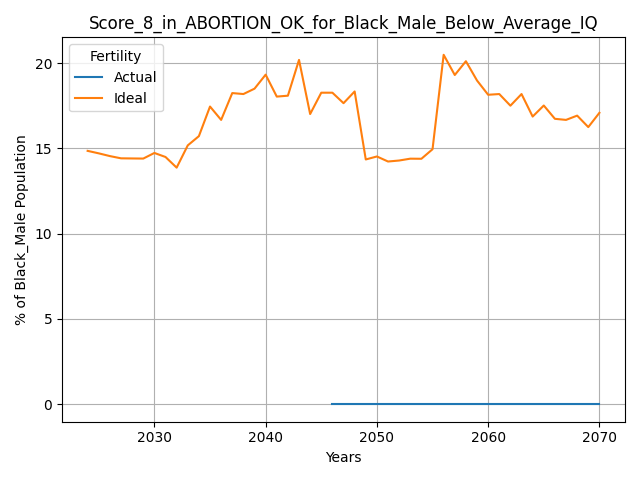 Score_8_in_ABORTION_OK_for_Black_Male_Below_Average_IQ
Fertility
Actual
Ideal
% of Black_Male Population
20
15
10
5
0
2030 2040 2050 2060 2070
Years